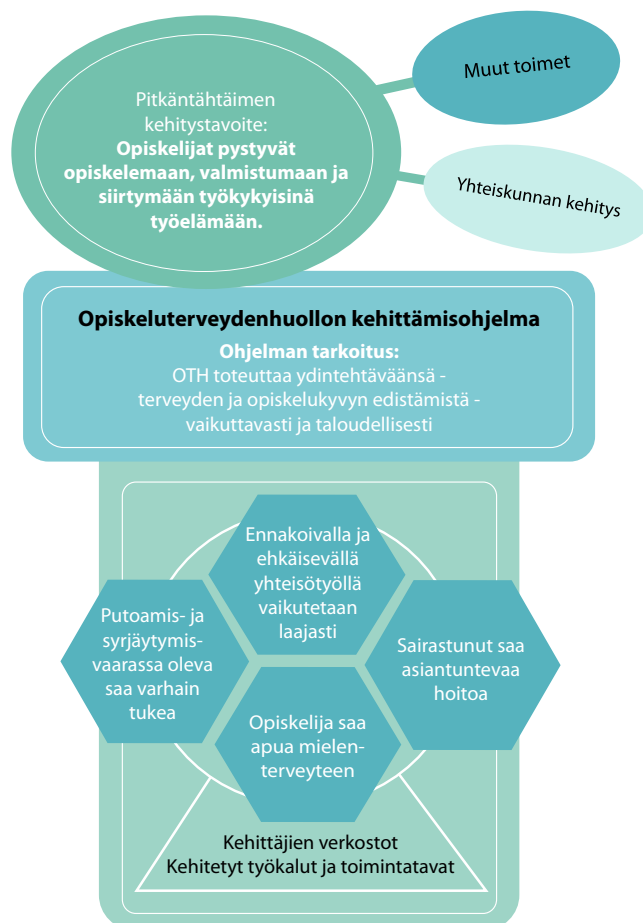 Pitkäntähtäimen
kehitystavoite:
Opiskelijat pystyvät
opiskelemaan, valmistumaan ja
siirtymään työkykyisinä
työelämään.
Muut toimet
Yhteiskunnan kehitys
Opiskeluterveydenhuollon kehittämisohjelma
Ohjelman tarkoitus:
OTH toteuttaa ydintehtäväänsä -
terveyden ja opiskelukyvyn edistämistä -
vaikuttavasti ja taloudellisesti
Ennakoivalla ja
ehkäisevällä
yhteisötyöllä
vaikutetaan
laajasti
Putoamis- ja
syrjäytymis-
vaarassa oleva
saa varhain
tukea
Sairastunut saa
asiantuntevaa
hoitoa
Opiskelija saa
apua mielen-
terveyteen
Kehittäjien verkostot
Kehitetyt työkalut ja toimintatavat